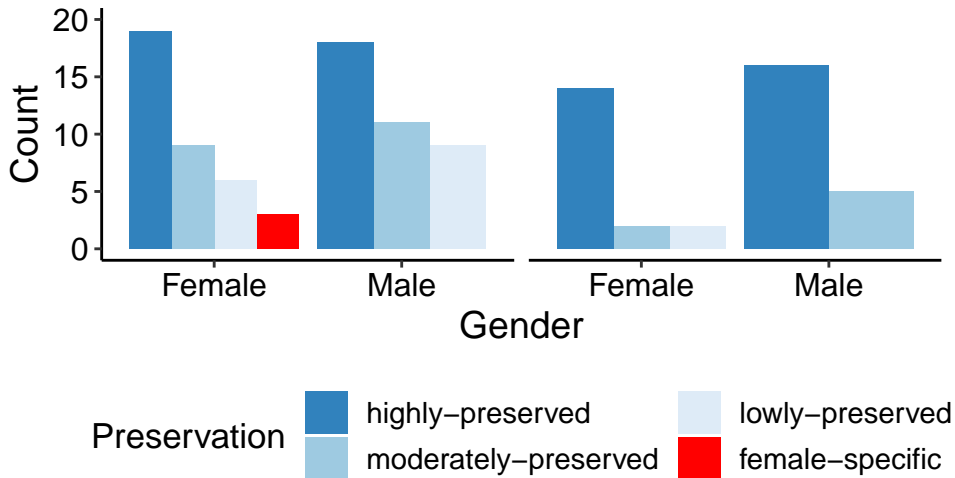 20
15
10
5
0
Count
Female Male Female Male
Gender
Preservation
highly−preserved
moderately−preserved
lowly−preserved
female−specific